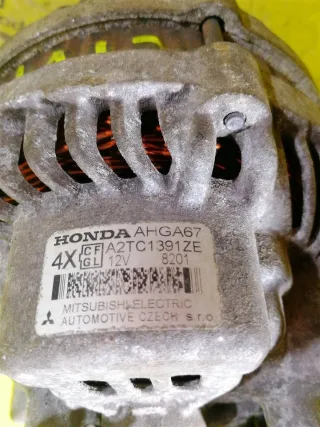 HONDA AHGA67
4X CF GL A2TC1391ZE
12V 8201
MITSUBISHI ELECTRIC
AUTOMOTIVE CZECH s.r.o.